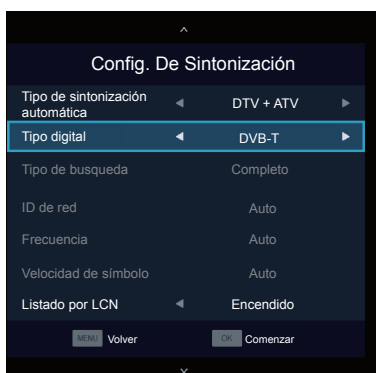 Config. De Sintonización
Tipo de sintonización
automática
DTV + ATV
Tipo digital
DVB-T
Tipo de busqueda
Completo
ID de red
Auto
Frecuencia
Auto
Velocidad de símbolo
Auto
Listado por LCN
Encendido
MENU Volver
OK Comenzar